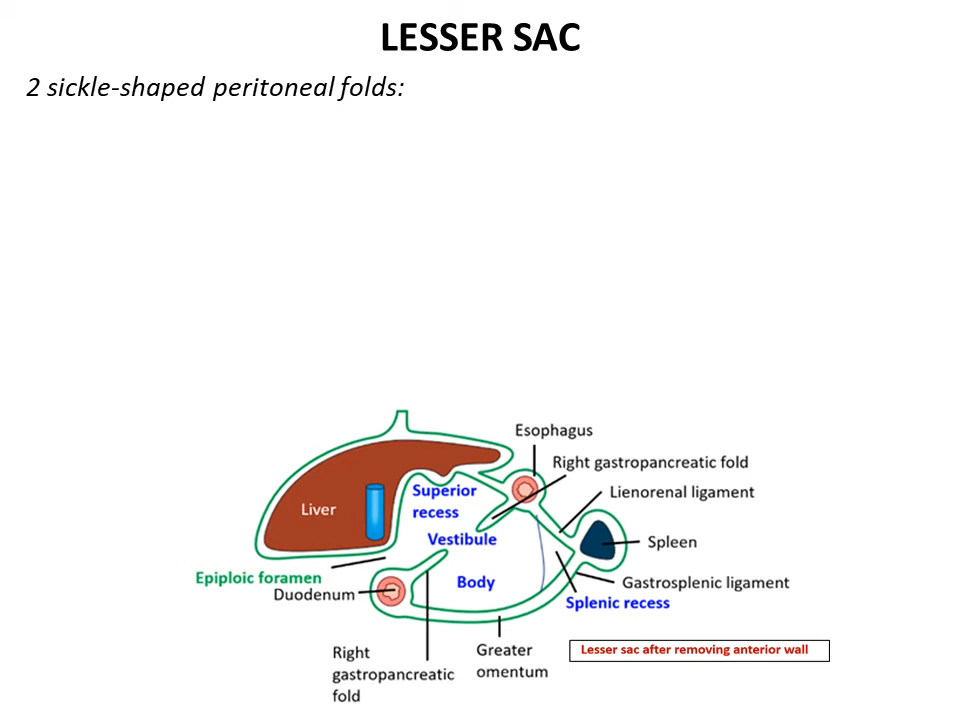 LESSER SAC
2 sickle-shaped peritoneal folds:
Esophagus
Right gastropancreatic fold
Superior
recess
Lienorenal ligament
Liver
Vestibule
Spleen
Epiploic foramen
Body
Gastrosplenic ligament
Duodenum
Splenic recess
Right
gastropancreatic
fold
Greater
omentum
Lesser sac after removing anterior wall